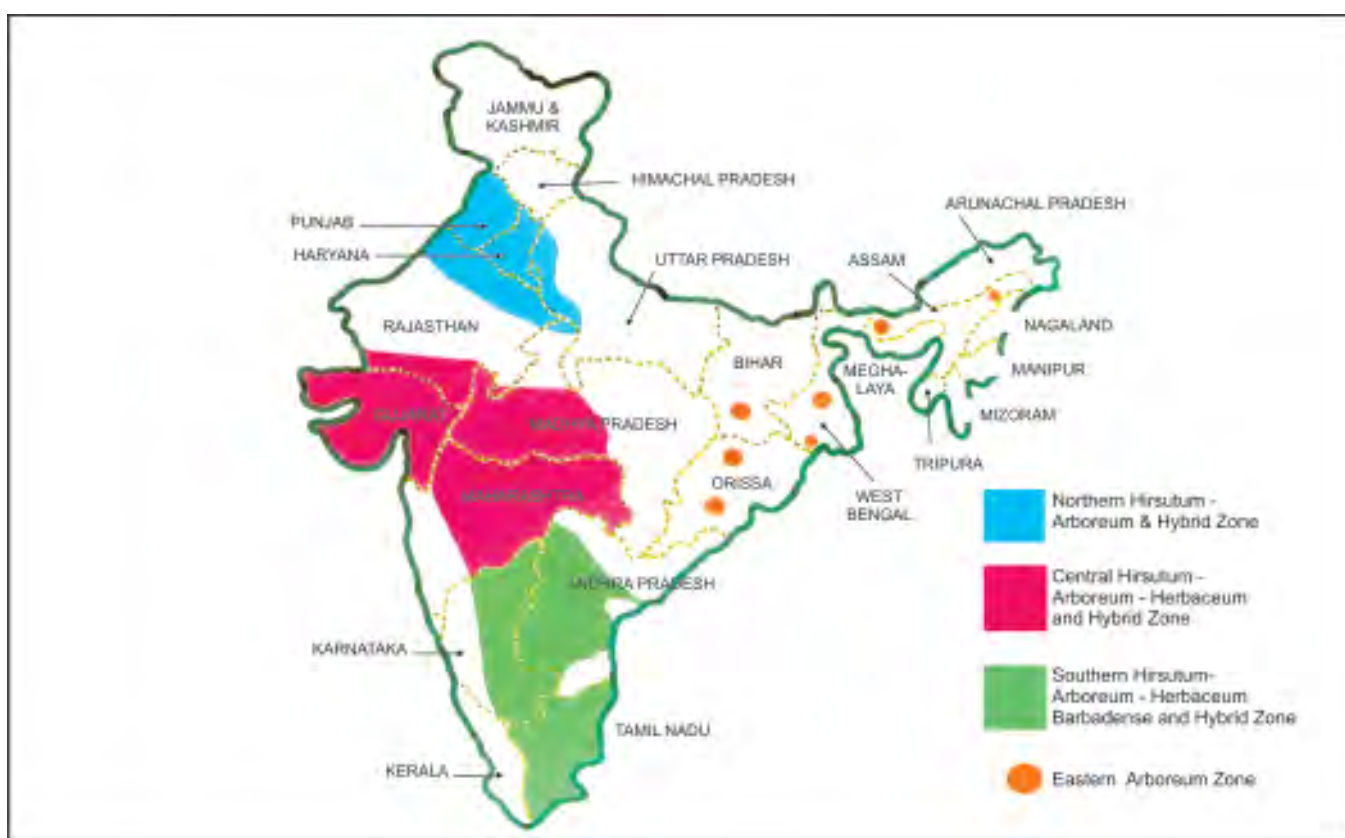 JAMMU &
KASHMIR
HIMACHAL PRADESH
ARUNACHAL PRADESH
PUNJAB
HARYANA
UTTAR PRADESH
ASSAM
RAJASTHAN
NAGALAND
BIHAR
MEGHA-
LAYA
MANIPUR
GUJARAT
MIZORAM
MADHYA PRADESH
TRIPURA
MAHARASHTRA
ORISSA
WEST
BENGAL
ANDHRA PRADESH
KARNATAKA
TAMIL NADU
KERALA
Northern Hirsutum -
Arboreum & Hybrid Zone
Central Hirsutum -
Arboreum - Herbaceum
and Hybrid Zone
Southern Hirsutum-
Arboreum - Herbaceum
Barbadense and Hybrid Zone
Eastern Arboreum Zone